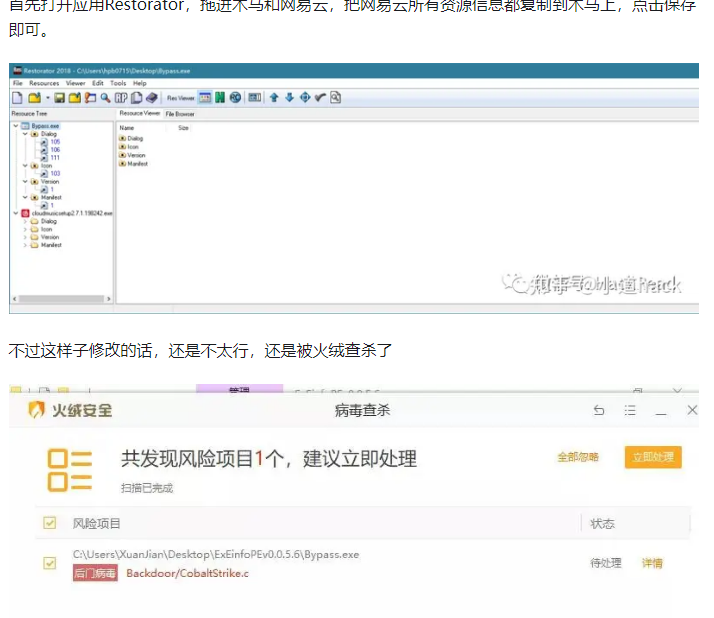 首先打开应用Restorator，拖进木马和网易云，把网易云所有资源信息都复制到木马上，点击保存
即可。
Restorator 2018 - C:\Users\hpb0715\Desktop\Bypass.exe
File Resources Viewer Edit Tools Help
Res Viewer
Resource Tree
Resource Viewer File Browser
Name Size
Bypass.exe
Dialog
105
106
111
Icon
103
Version
1
Manifest
1
cloudmusicsetup2.7.1.198242.exe
Dialog
Icon
Version
Manifest
Dialog
Icon
Version
Manifest
不过这样子修改的话，还是不太行，还是被火绒查杀了
管理
火绒安全
病毒查杀
共发现风险项目1个，建议立即处理
全部忽略
立即处理
扫描已完成
风险项目
状态
C:\Users\XuanJian\Desktop\ExEinfoPEv0.0.5.6\Bypass.exe
待处理
详情
后门病毒 Backdoor/CobaltStrike.c